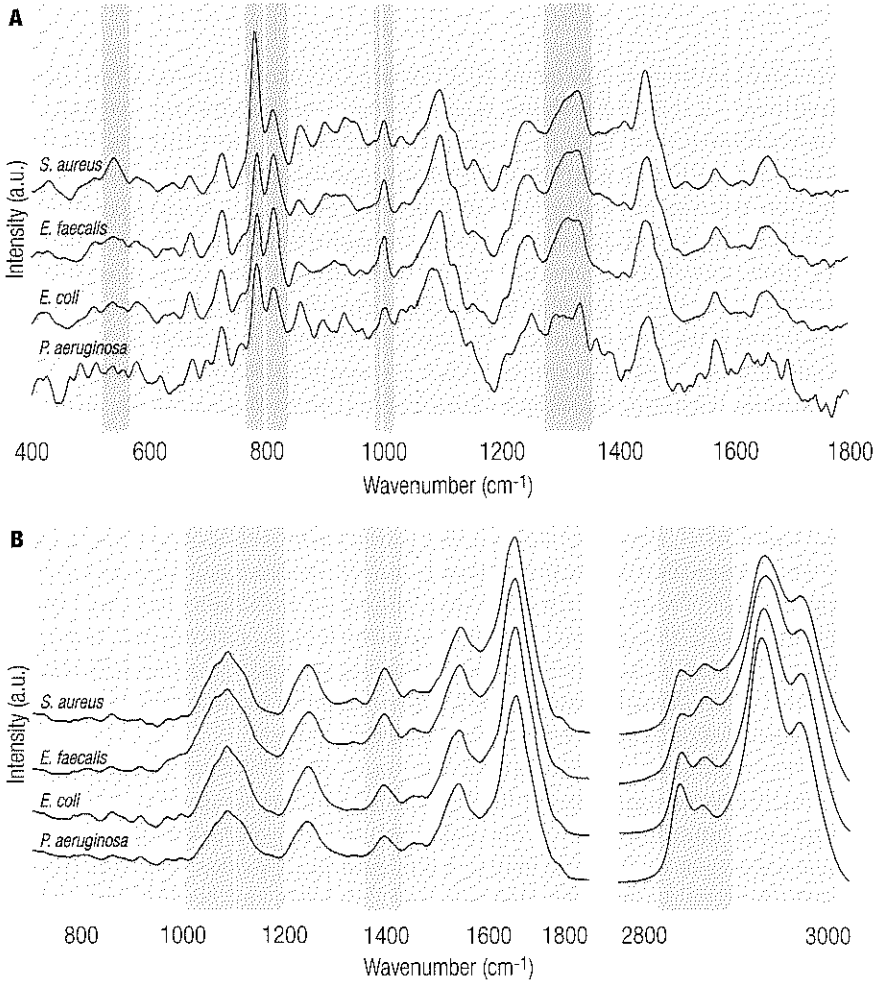 A
Intensity (a.u.)
S. aureus
E. faecalis
E. coli
P. aeruginosa
400 600 800 1000 1200 1400 1600 1800
Wavenumber (cm-1)
B
Intensity (a.u.)
S. aureus
E. faecalis
E. coli
P. aeruginosa
800 1000 1200 1400 1600 1800 2800 3000
Wavenumber (cm-1)